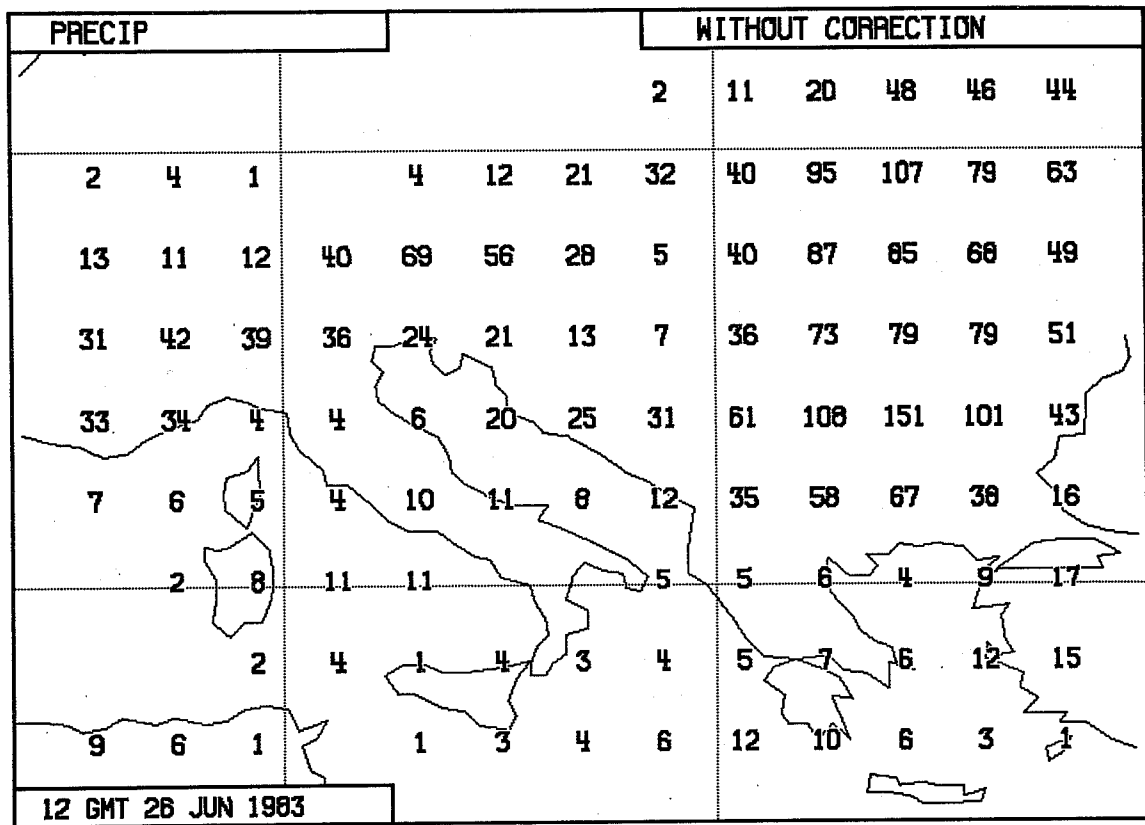 PRECIP WITHOUT CORRECTION
2 11 20 48 46 44
2 4 1 4 12 21 32 40 95 107 79 63
13 11 12 40 69 56 28 5 40 87 85 68 49
31 42 39 36 24 21 13 7 36 73 79 79 51
33 34 4 4 6 20 25 31 61 108 151 101 43
7 6 5 4 10 11 8 12 35 58 67 38 16
2 8 11 11 5 5 6 4 9 17
2 4 1 4 3 4 5 7 6 12 15
9 6 1 1 3 4 6 12 10 6 3 1
12 GMT 26 JUN 1983